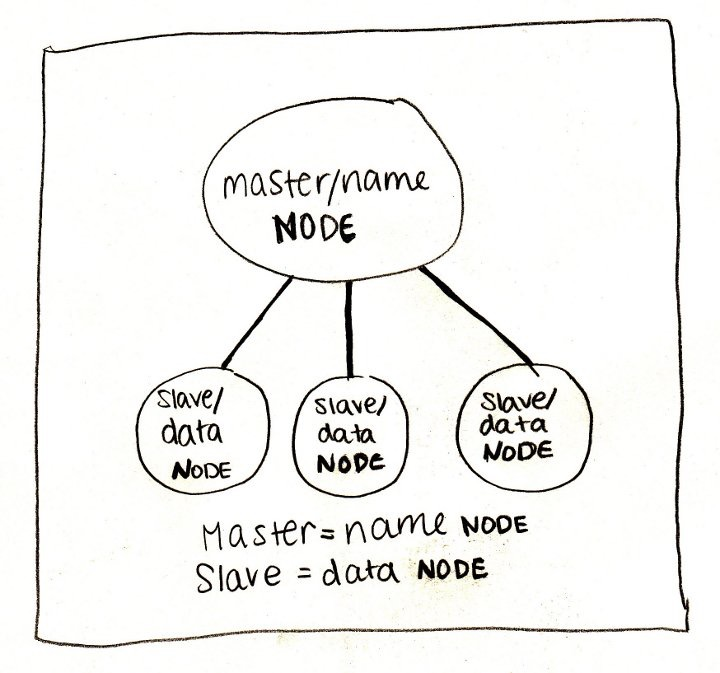 master/name
NODE
slave/
data
NODE
slave/
data
NODE
slave/
data
NODE
Master = name NODE
Slave = data NODE